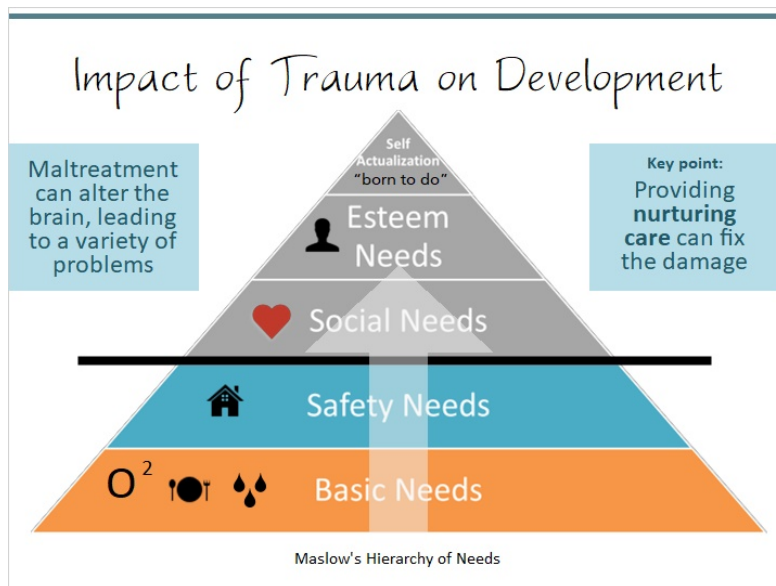 Impact of Trauma on Development
Maltreatment
can alter the
brain, leading
to a variety of
problems
Self
Actualization
"born to do"
Esteem
Needs
Social Needs
Safety Needs
O²
Basic Needs
Key point:
Providing
nurturing
care can fix
the damage
Maslow's Hierarchy of Needs